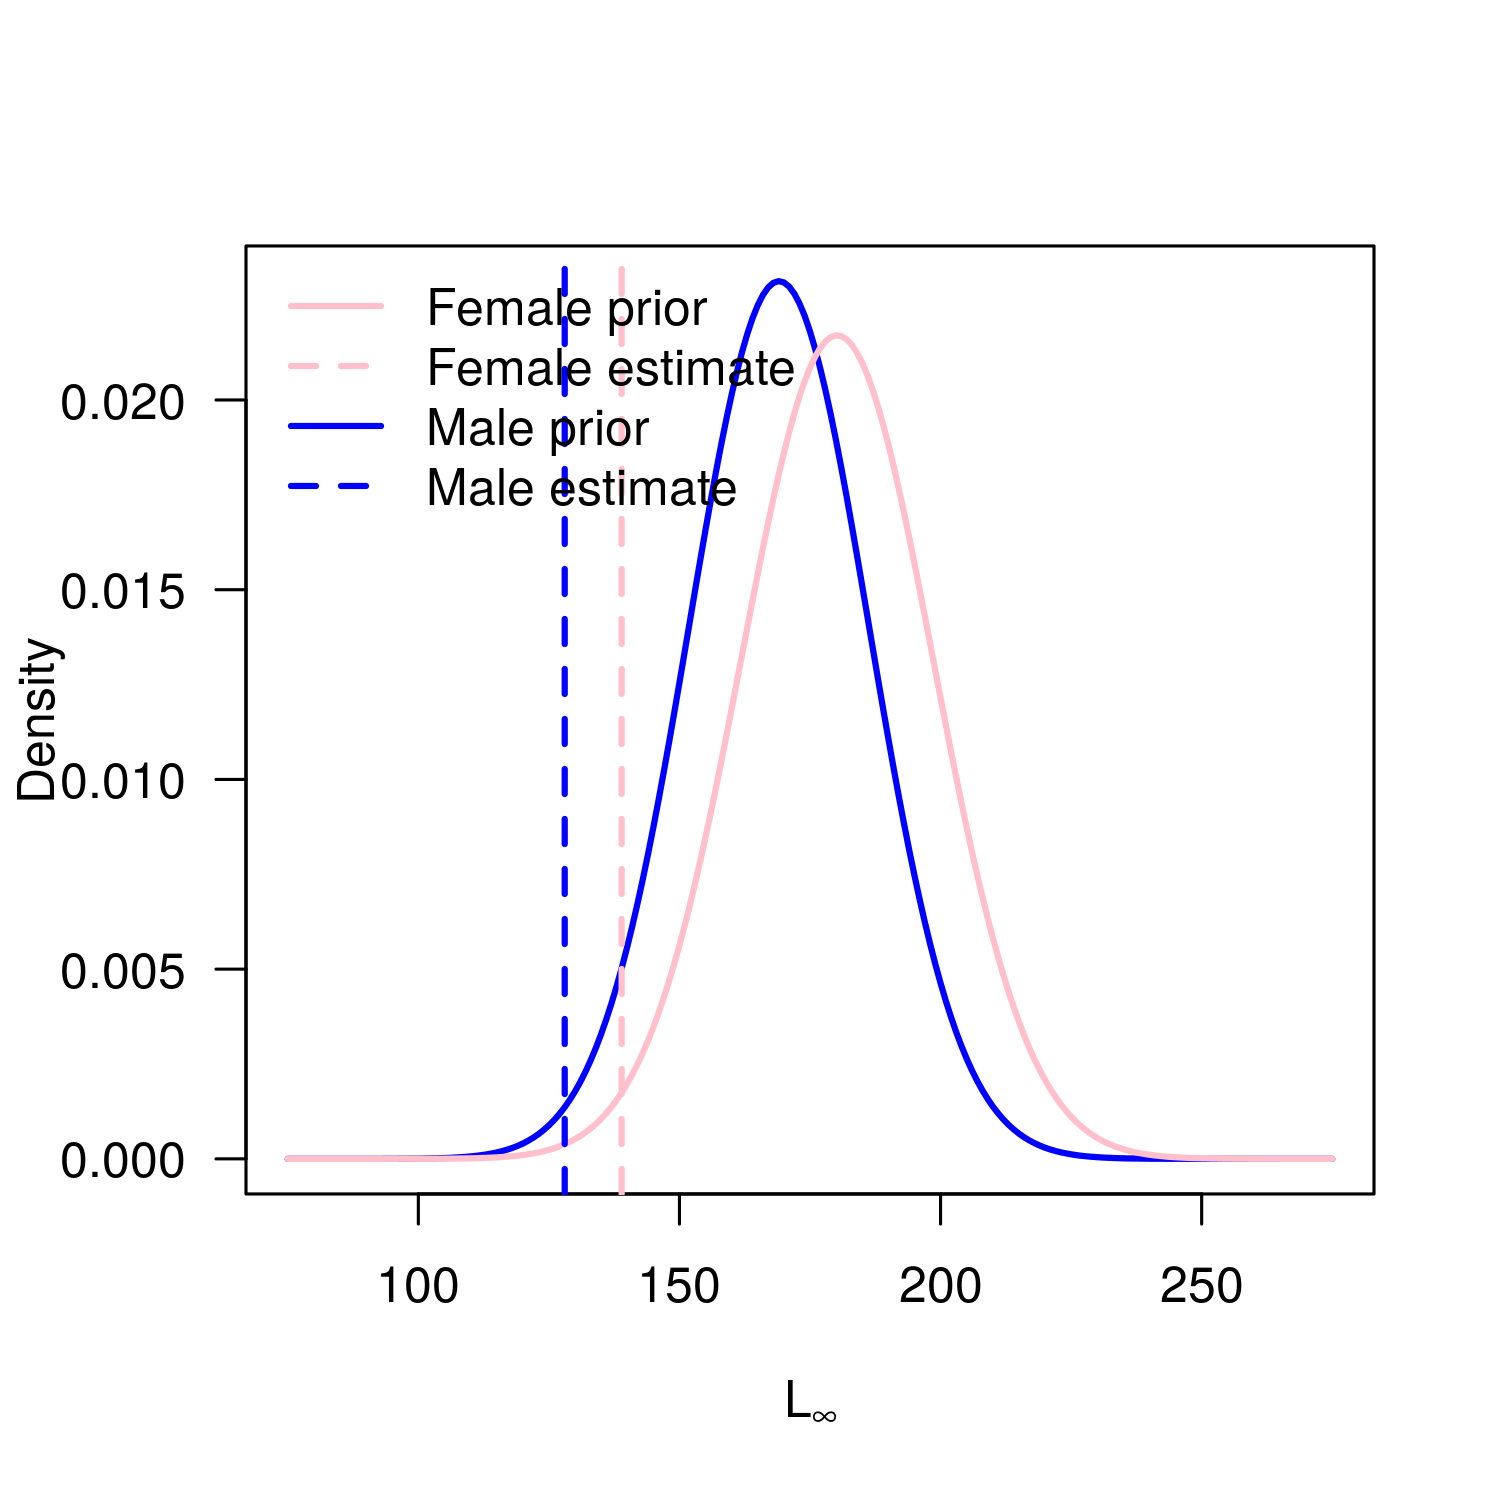 Female prior
Female estimate
Male prior
Male estimate
0.020
0.015
0.010
0.005
0.000
Density
100 150 200 250
L∞